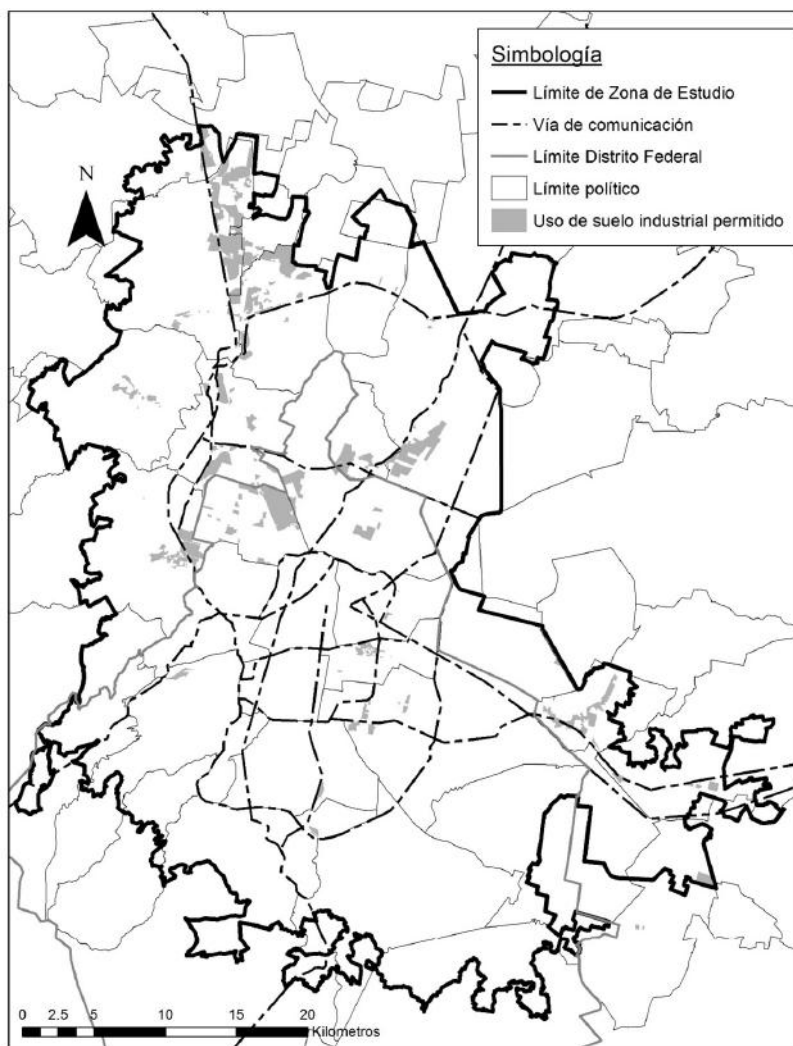 Simbología
Límite de Zona de Estudio
Vía de comunicación
Límite Distrito Federal
Límite político
Uso de suelo industrial permitido
N
0 2.5 5 10 15 20
Kilometros